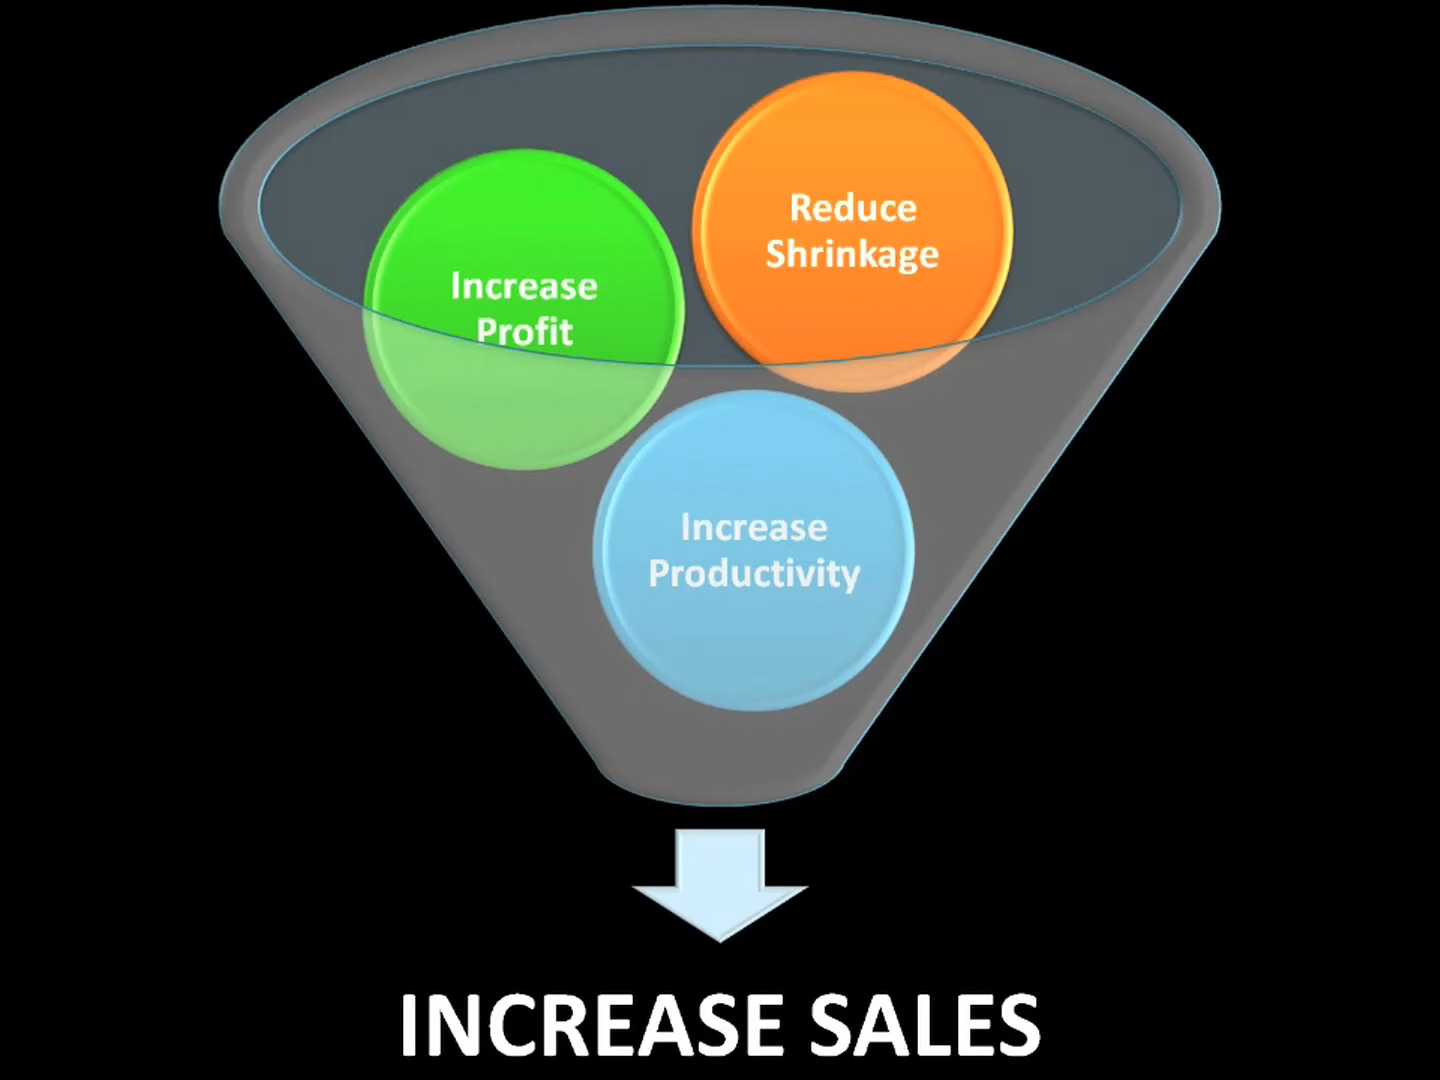 Reduce
Shrinkage
Increase
Profit
Increase
Productivity
INCREASE SALES